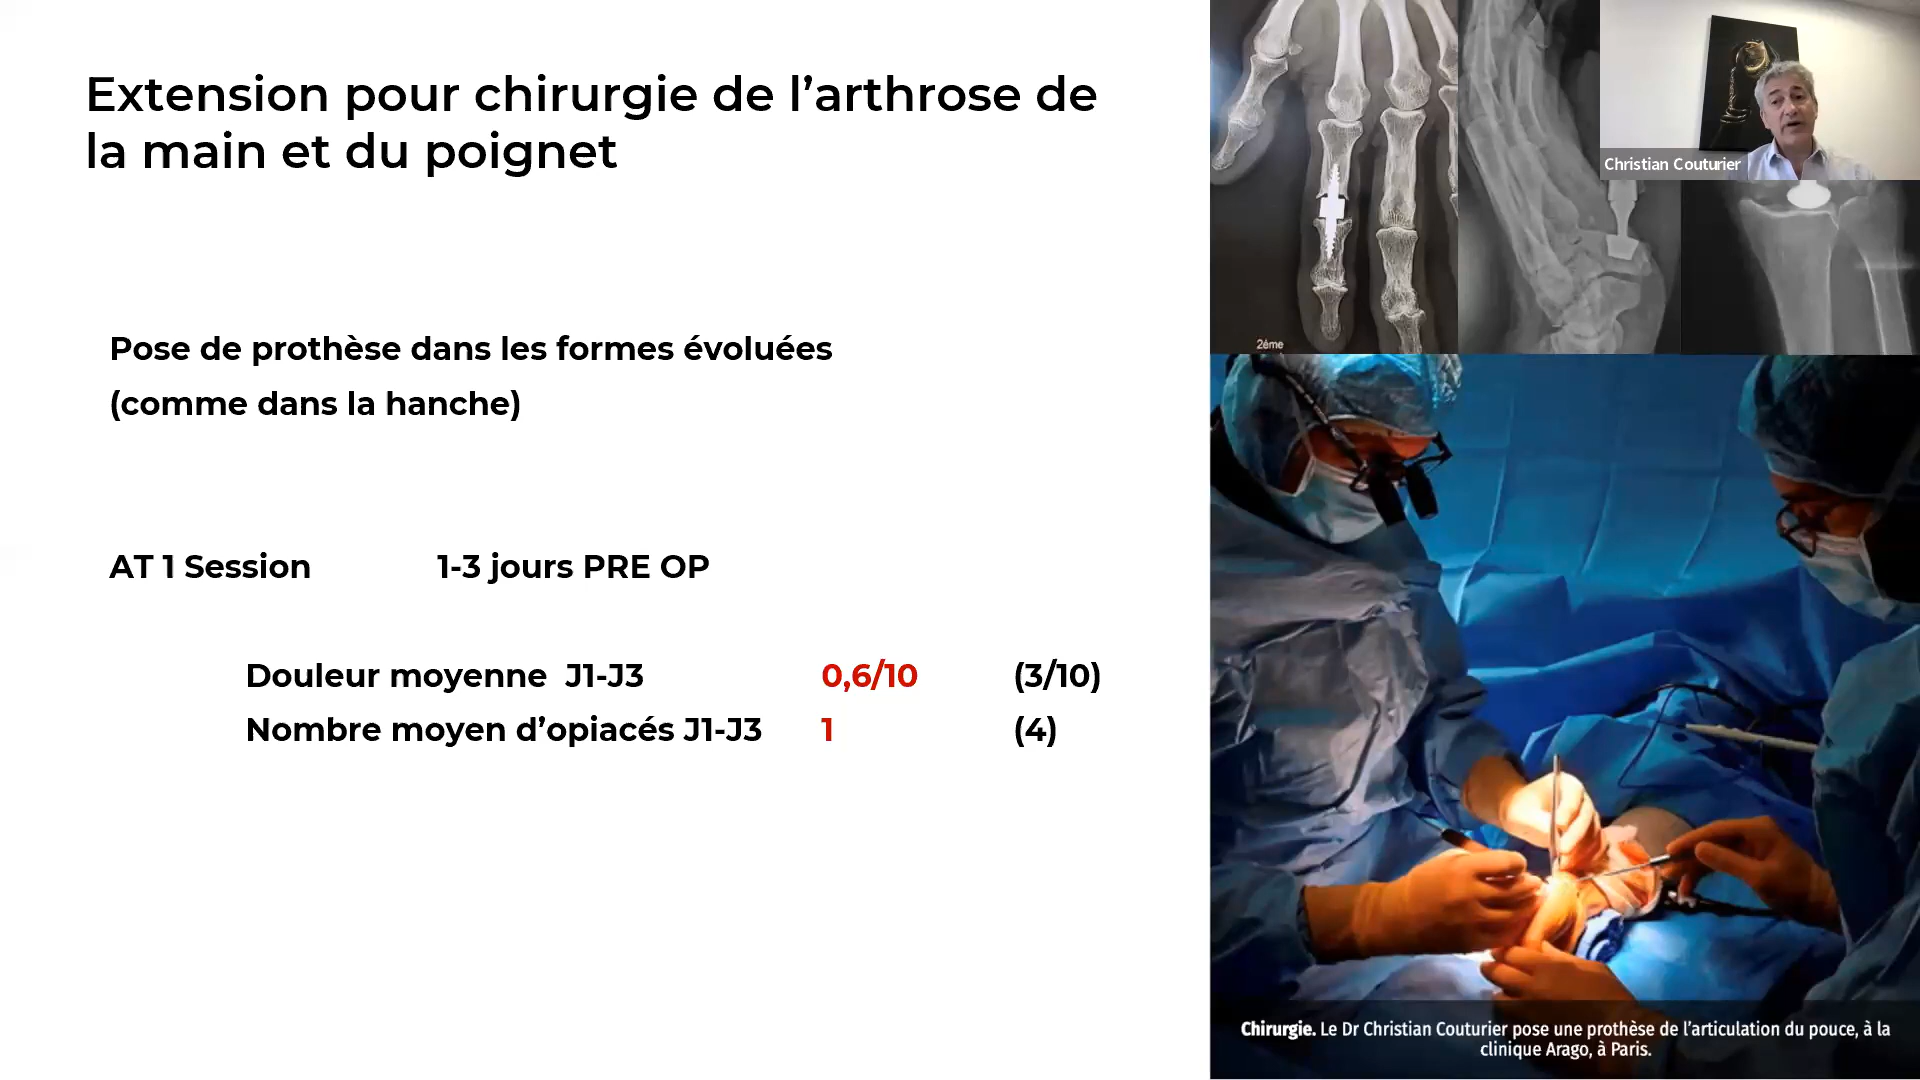 Extension pour chirurgie de l’arthrose de
la main et du poignet
Pose de prothèse dans les formes évoluées
(comme dans la hanche)
AT 1 Session 1-3 jours PRE OP
Douleur moyenne J1-J3 0,6/10 (3/10)
Nombre moyen d’opiacés J1-J3 1 (4)
2éme
Christian Couturier
Chirurgie. Le Dr Christian Couturier pose une prothèse de l’articulation du pouce, à la
clinique Arago, à Paris.